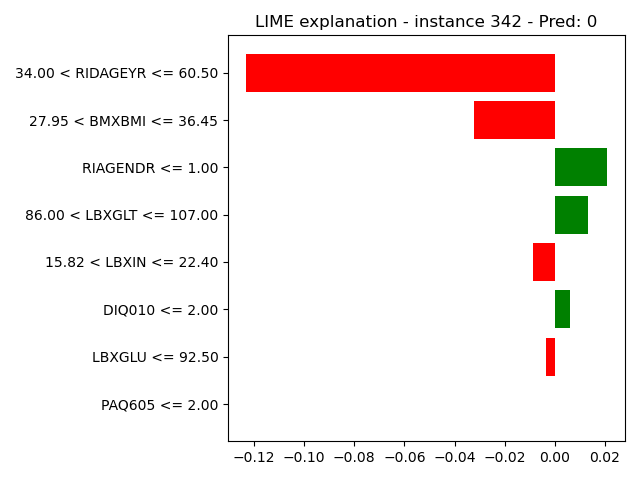 LIME explanation - instance 342 - Pred: 0
34.00 < RIDAGEYR <= 60.50
27.95 < BMXBMI <= 36.45
RIAGENDR <= 1.00
86.00 < LBXGLT <= 107.00
15.82 < LBXIN <= 22.40
DIQ010 <= 2.00
LBXGLU <= 92.50
PAQ605 <= 2.00
−0.12 −0.10 −0.08 −0.06 −0.04 −0.02 0.00 0.02